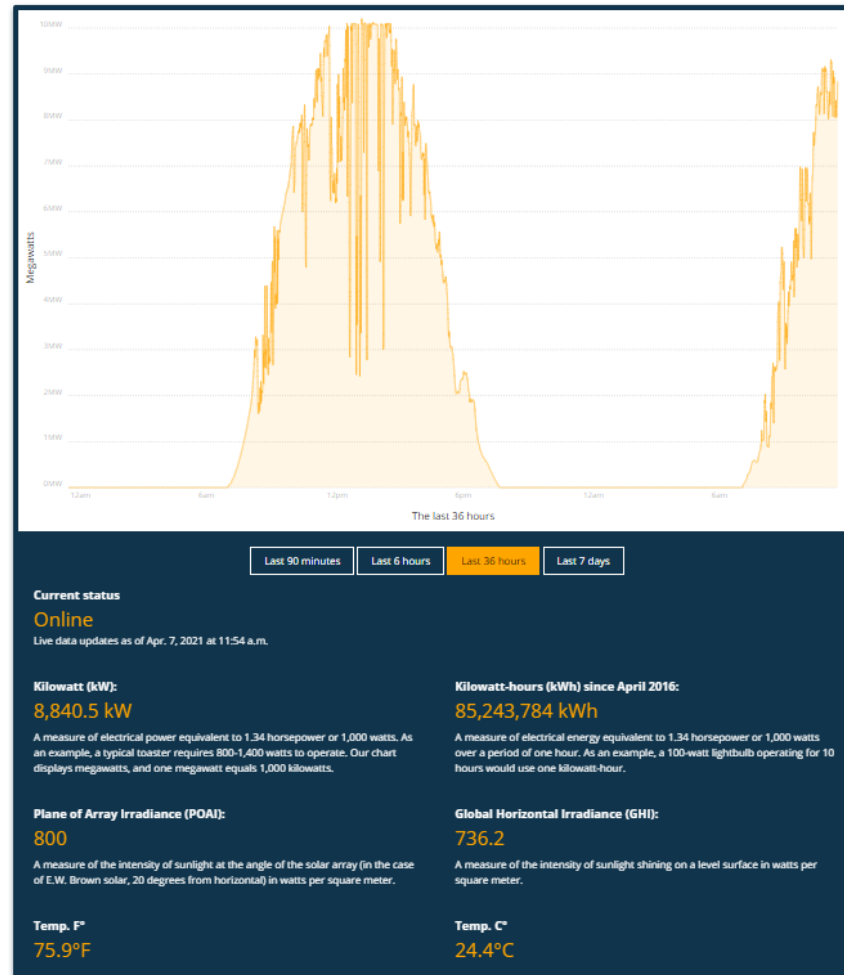 10MW
9MW
8MW
7MW
6MW
5MW
4MW
3MW
2MW
1MW
0MW
Megawatts
12am 6am 12pm 6pm 12am 6am
The last 36 hours
Last 90 minutes Last 6 hours Last 36 hours Last 7 days
Current status
Online
Live data updates as of Apr. 7, 2021 at 11:54 a.m.
Kilowatt (kW):
8,840.5 kW
A measure of electrical power equivalent to 1.34 horsepower or 1,000 watts. As
an example, a typical toaster requires 800-1,400 watts to operate. Our chart
displays megawatts, and one megawatt equals 1,000 kilowatts.
Kilowatt-hours (kWh) since April 2016:
85,243,784 kWh
A measure of electrical energy equivalent to 1.34 horsepower or 1,000 watts
over a period of one hour. As an example, a 100-watt lightbulb operating for 10
hours would use one kilowatt-hour.
Plane of Array Irradiance (POAI):
800
A measure of the intensity of sunlight at the angle of the solar array (in the case
of E.W. Brown solar, 20 degrees from horizontal) in watts per square meter.
Global Horizontal Irradiance (GHI):
736.2
A measure of the intensity of sunlight shining on a level surface in watts per
square meter.
Temp. F°
75.9°F
Temp. C°
24.4°C